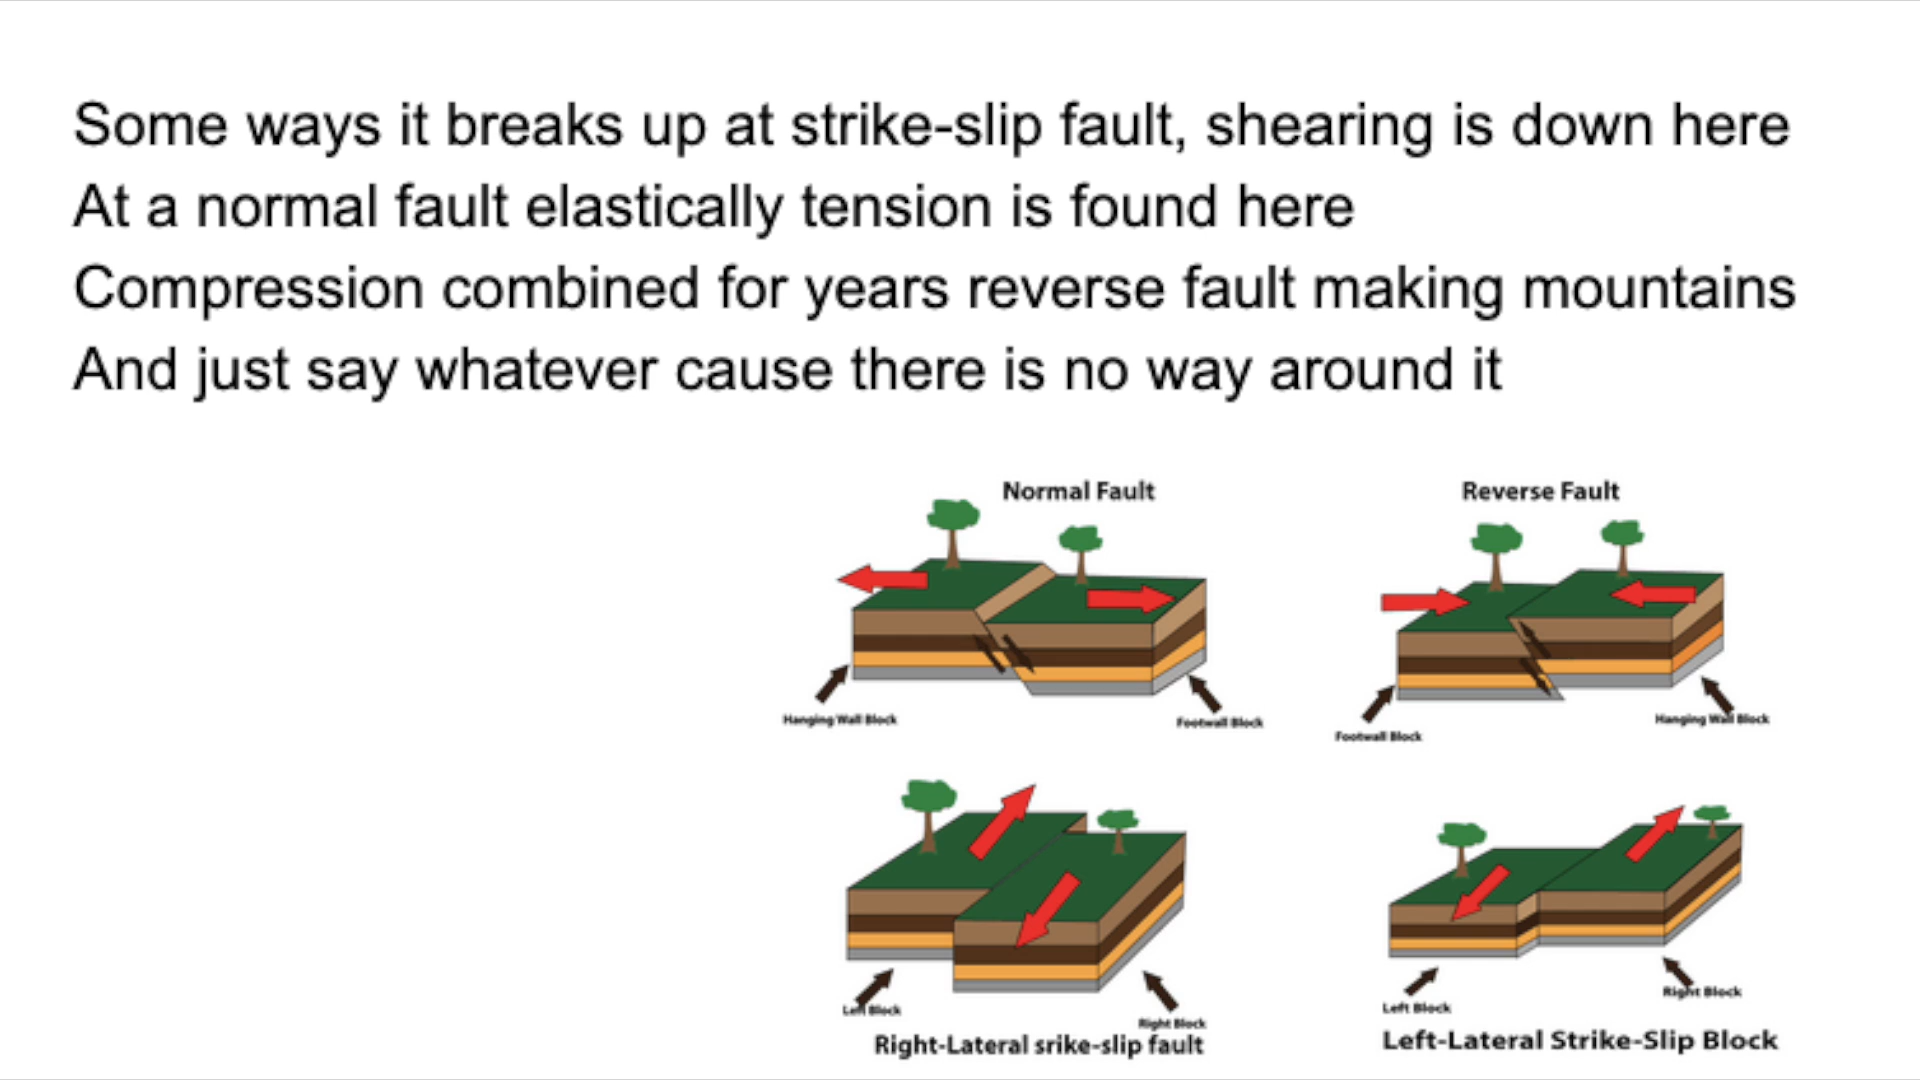 Some ways it breaks up at strike-slip fault, shearing is down here
At a normal fault elastically tension is found here
Compression combined for years reverse fault making mountains
And just say whatever cause there is no way around it
Normal Fault
Reverse Fault
Hanging Wall Block
Footwall Block
Footwall Block
Hanging Wall Block
Left Block
Right Block
Right-Lateral srike-slip fault
Left Block
Right Block
Left-Lateral Strike-Slip Block